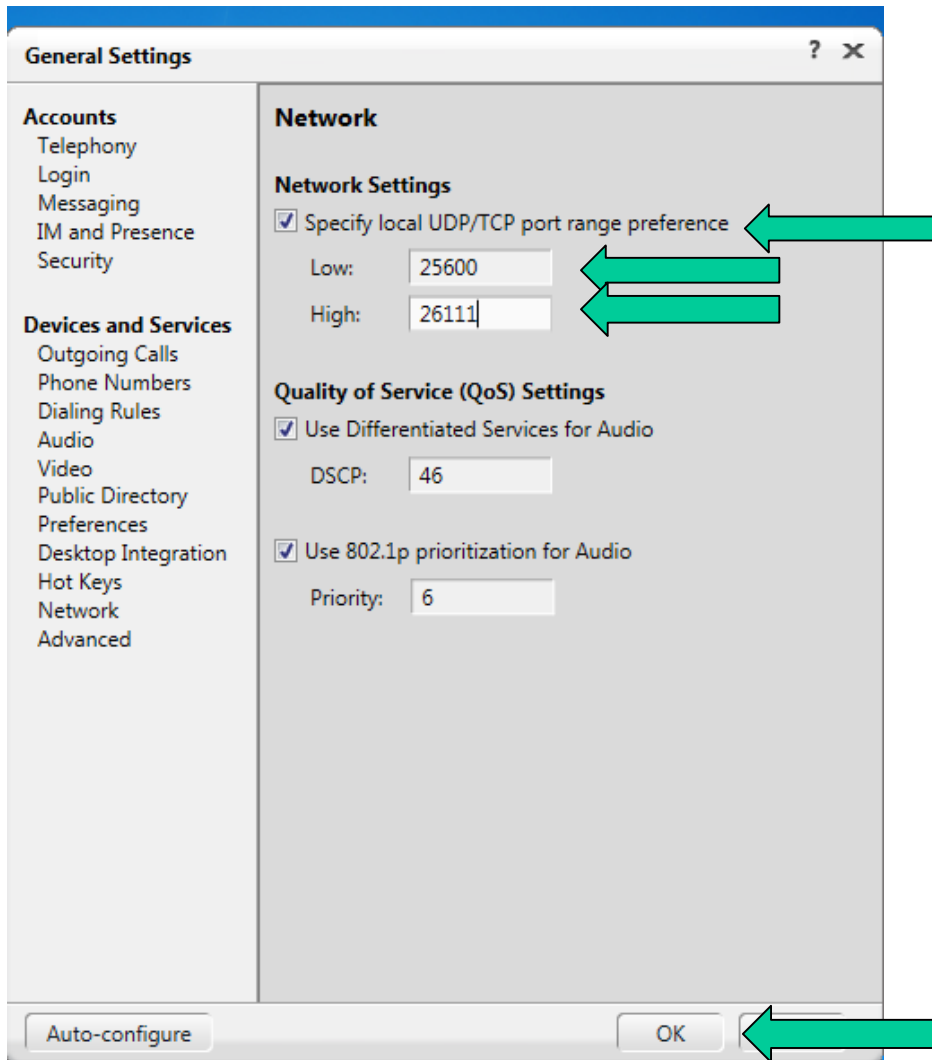 General Settings
?
Accounts
Telephony
Login
Messaging
IM and Presence
Security
Devices and Services
Outgoing Calls
Phone Numbers
Dialing Rules
Audio
Video
Public Directory
Preferences
Desktop Integration
Hot Keys
Network
Advanced
Network
Network Settings
Specify local UDP/TCP port range preference
Low: 25600
High: 26111
Quality of Service (QoS) Settings
Use Differentiated Services for Audio
DSCP: 46
Use 802.1p prioritization for Audio
Priority: 6
Auto-configure
OK